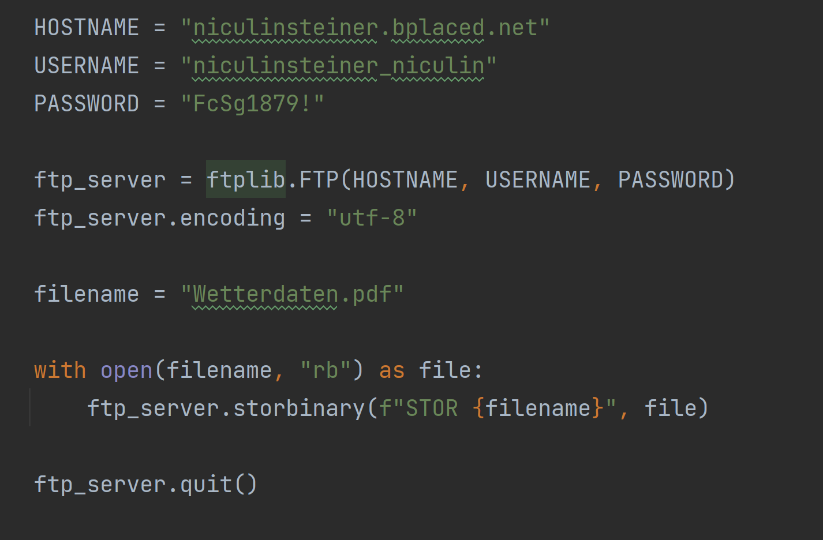 HOSTNAME = "niculinsteiner.bplaced.net"
USERNAME = "niculinsteiner_niculin"
PASSWORD = "FcSg1879!"
ftp_server = ftplib.FTP(HOSTNAME, USERNAME, PASSWORD)
ftp_server.encoding = "utf-8"
filename = "Wetterdaten.pdf"
with open(filename, "rb") as file:
    ftp_server.storbinary(f"STOR {filename}", file)
ftp_server.quit()